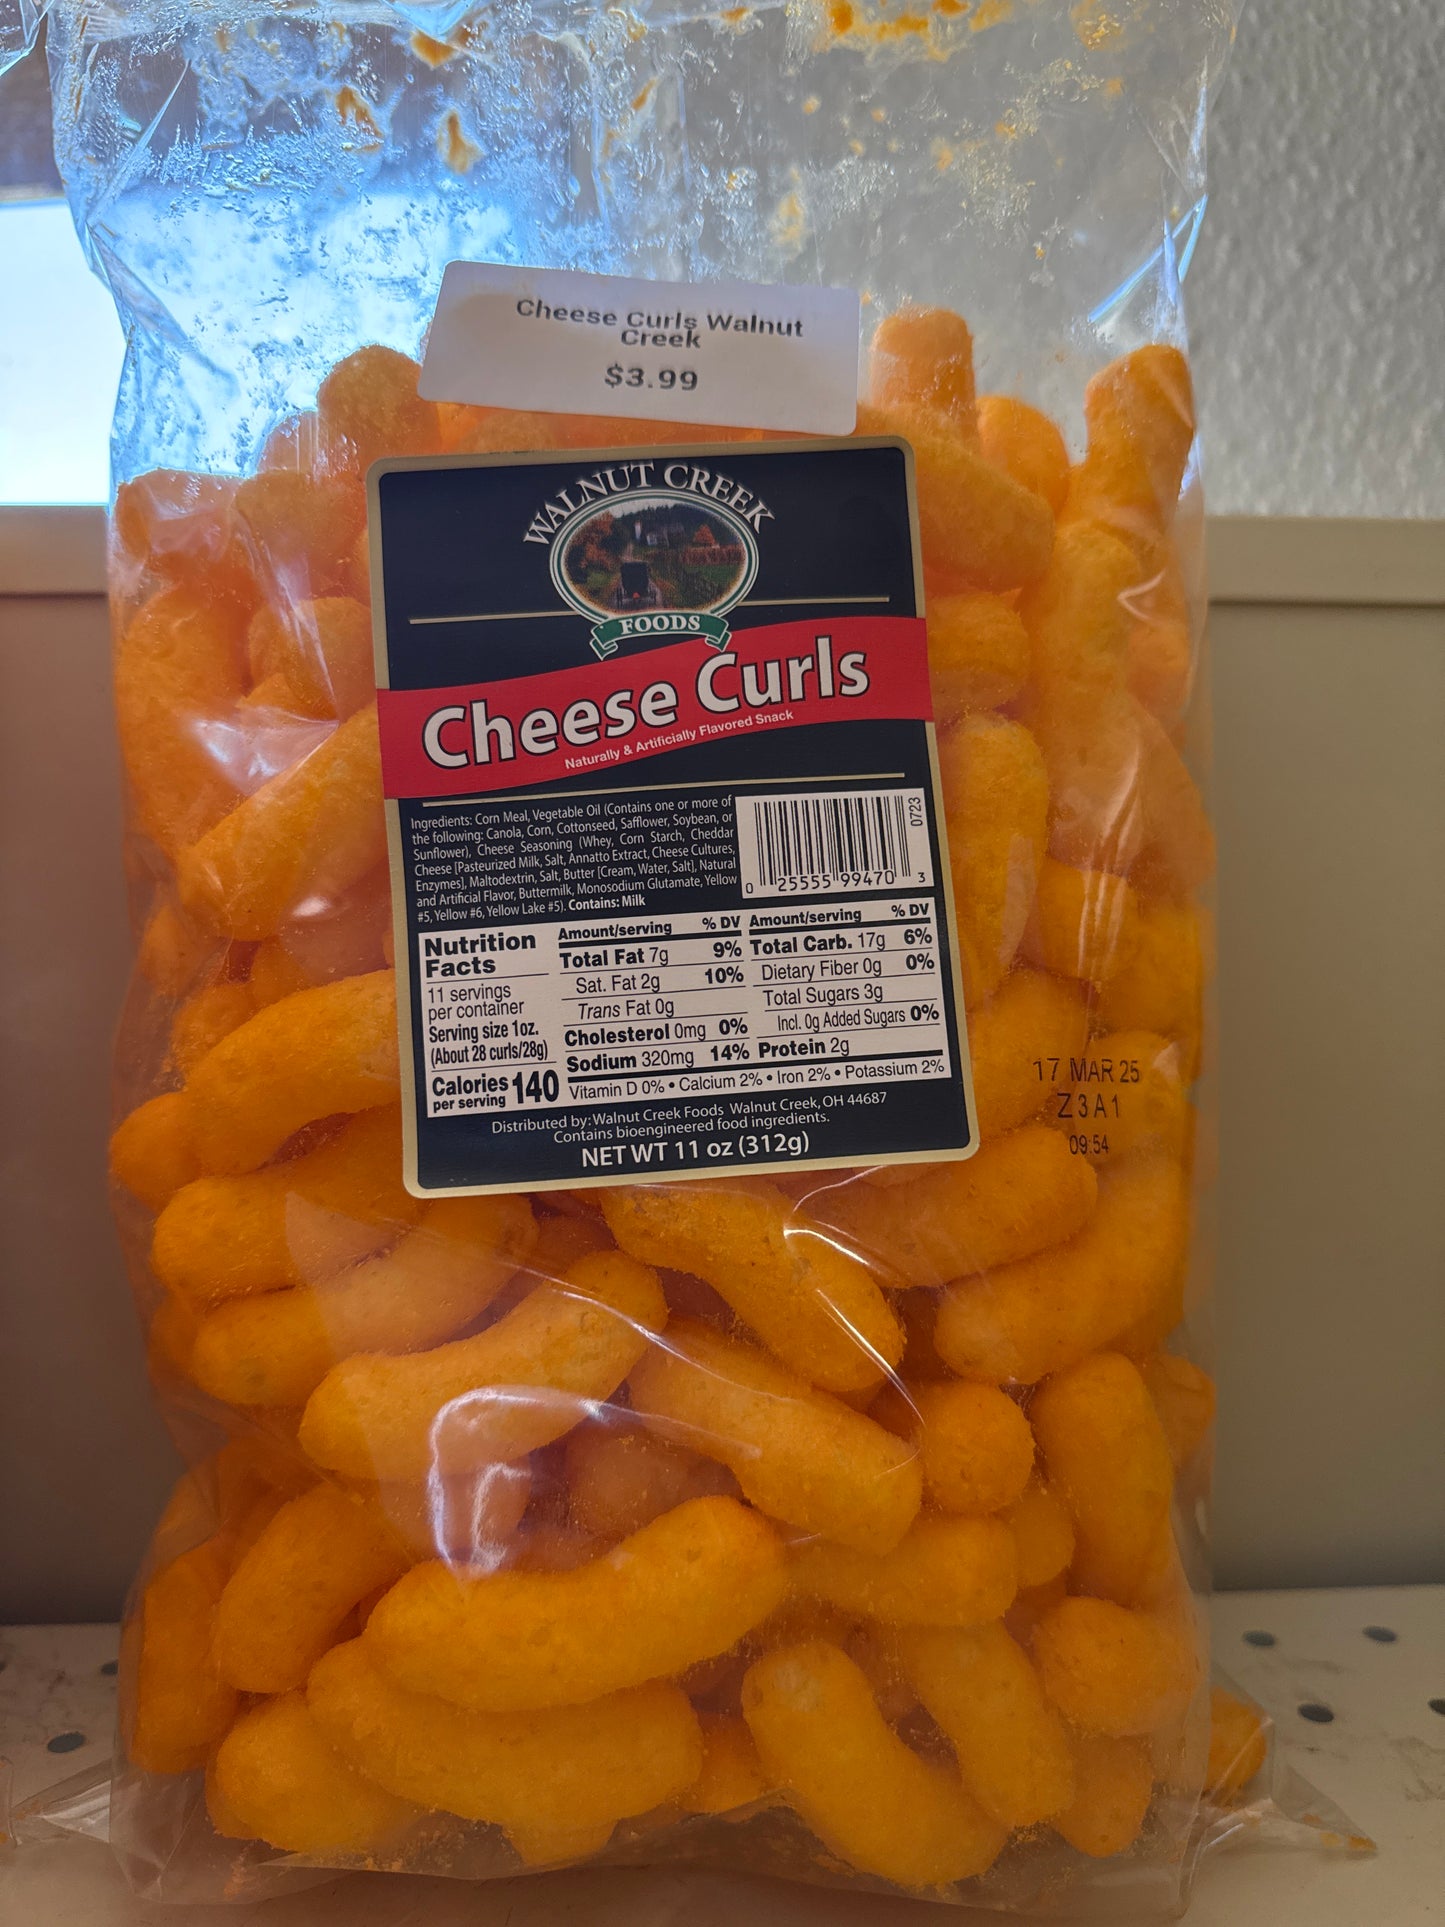 Cheese Curls Walnut
Creek
$3.99
WALNUT CREEK
FOODS
Cheese Curls
Naturally & Artificially Flavored Snack
Ingredients: Corn Meal, Vegetable Oil (Contains one or more of
the following: Canola, Corn, Cottonseed, Safflower, Soybean, or
Sunflower), Cheese Seasoning (Whey, Corn Starch, Cheddar
Cheese [Pasteurized Milk, Salt, Annatto Extract, Cheese Cultures,
Enzymes], Maltodextrin, Salt, Butter [Cream, Water, Salt], Natural
and Artificial Flavor, Buttermilk, Monosodium Glutamate, Yellow
#5, Yellow #6, Yellow Lake #5). Contains: Milk
0723
0 25555 99470 3
Nutrition
Facts
11 servings
per container
Serving size 1oz.
(About 28 curls/28g)
Calories 140
per serving
Amount/serving % DV
Total Fat 7g 9%
Sat. Fat 2g 10%
Trans Fat 0g
Cholesterol 0mg 0%
Sodium 320mg 14%
Amount/serving % DV
Total Carb. 17g 6%
Dietary Fiber 0g 0%
Total Sugars 3g
Incl. 0g Added Sugars 0%
Protein 2g
Vitamin D 0% • Calcium 2% • Iron 2% • Potassium 2%
Distributed by: Walnut Creek Foods Walnut Creek, OH 44687
Contains bioengineered food ingredients.
NET WT 11 oz (312g)
17 MAR 25
Z3A1
09:54